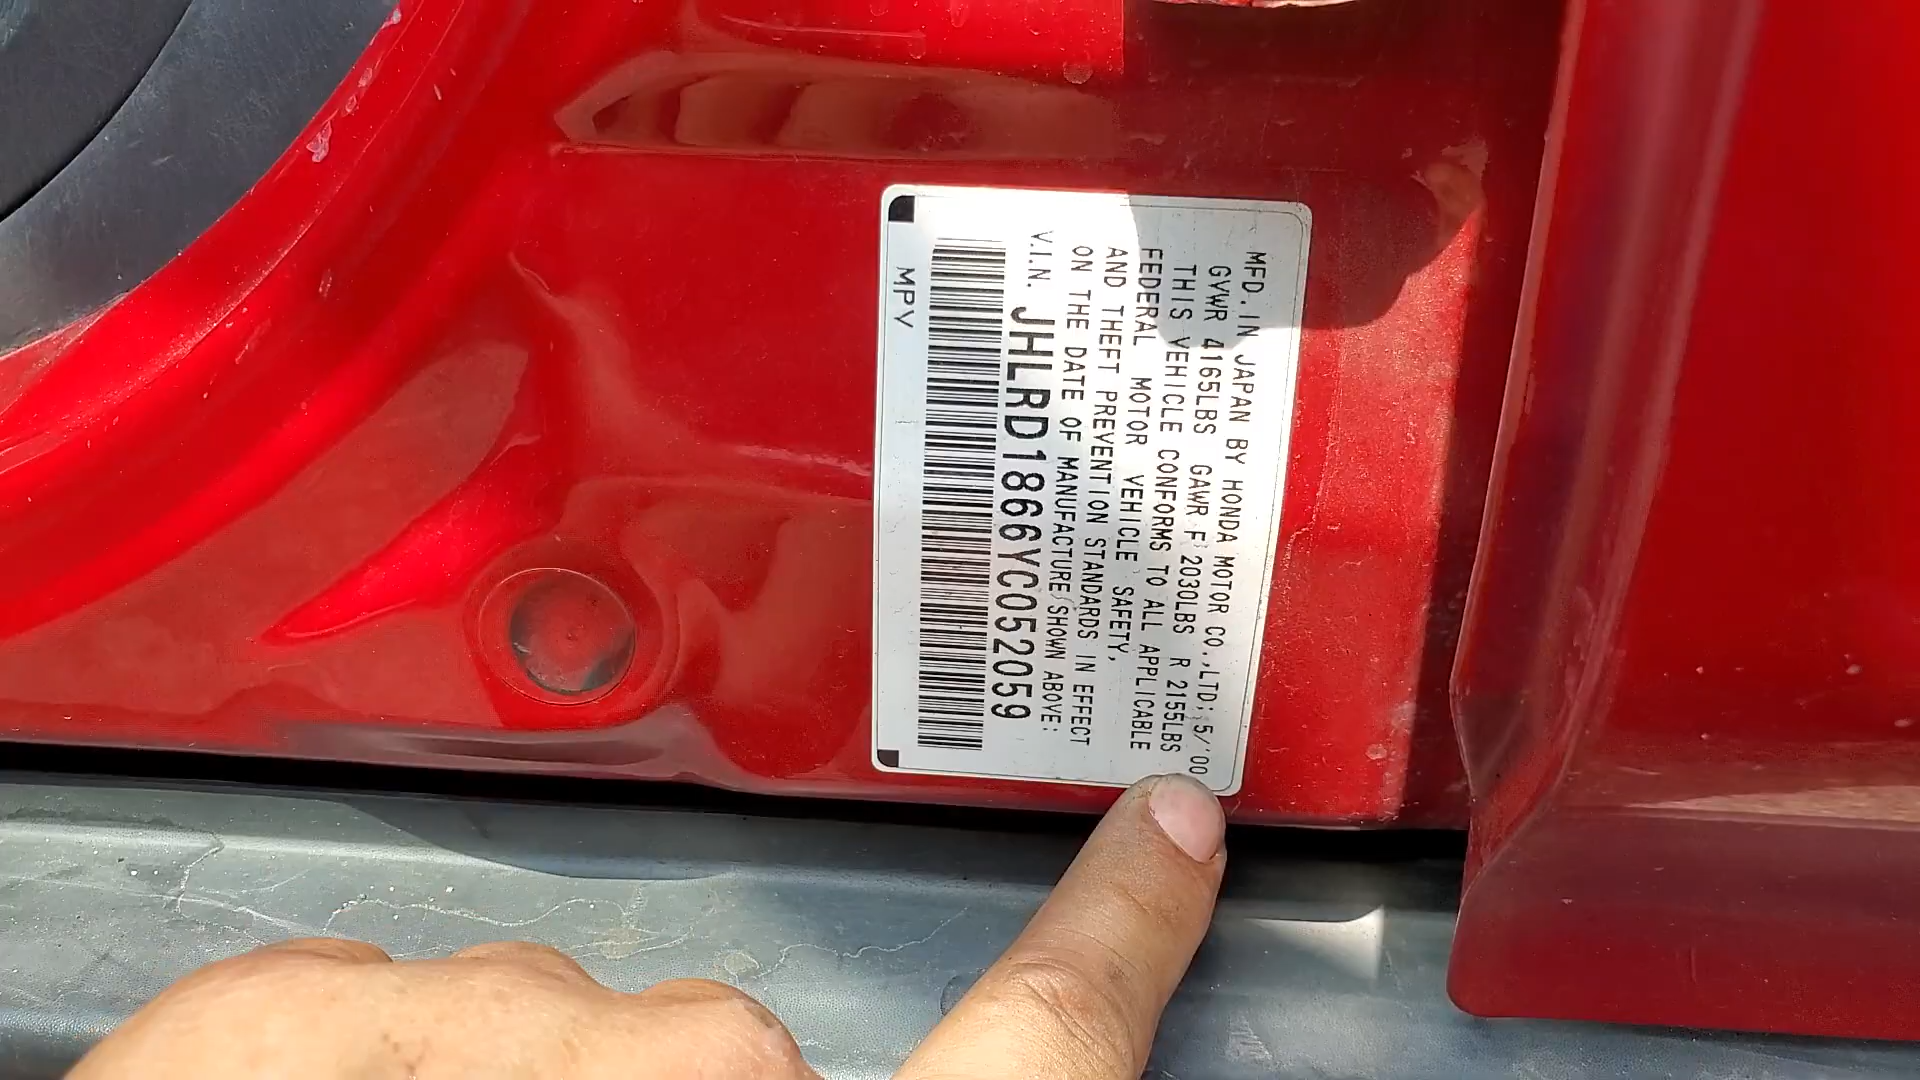 MFD. IN JAPAN BY HONDA MOTOR CO.,LTD; 5/'00
GVWR 4165LBS GAWR F 2030LBS R 2155LBS
THIS VEHICLE CONFORMS TO ALL APPLICABLE
FEDERAL MOTOR VEHICLE SAFETY,
AND THEFT PREVENTION STANDARDS IN EFFECT
ON THE DATE OF MANUFACTURE SHOWN ABOVE:
V.I.N. JHLRD1866YC052059
MPV